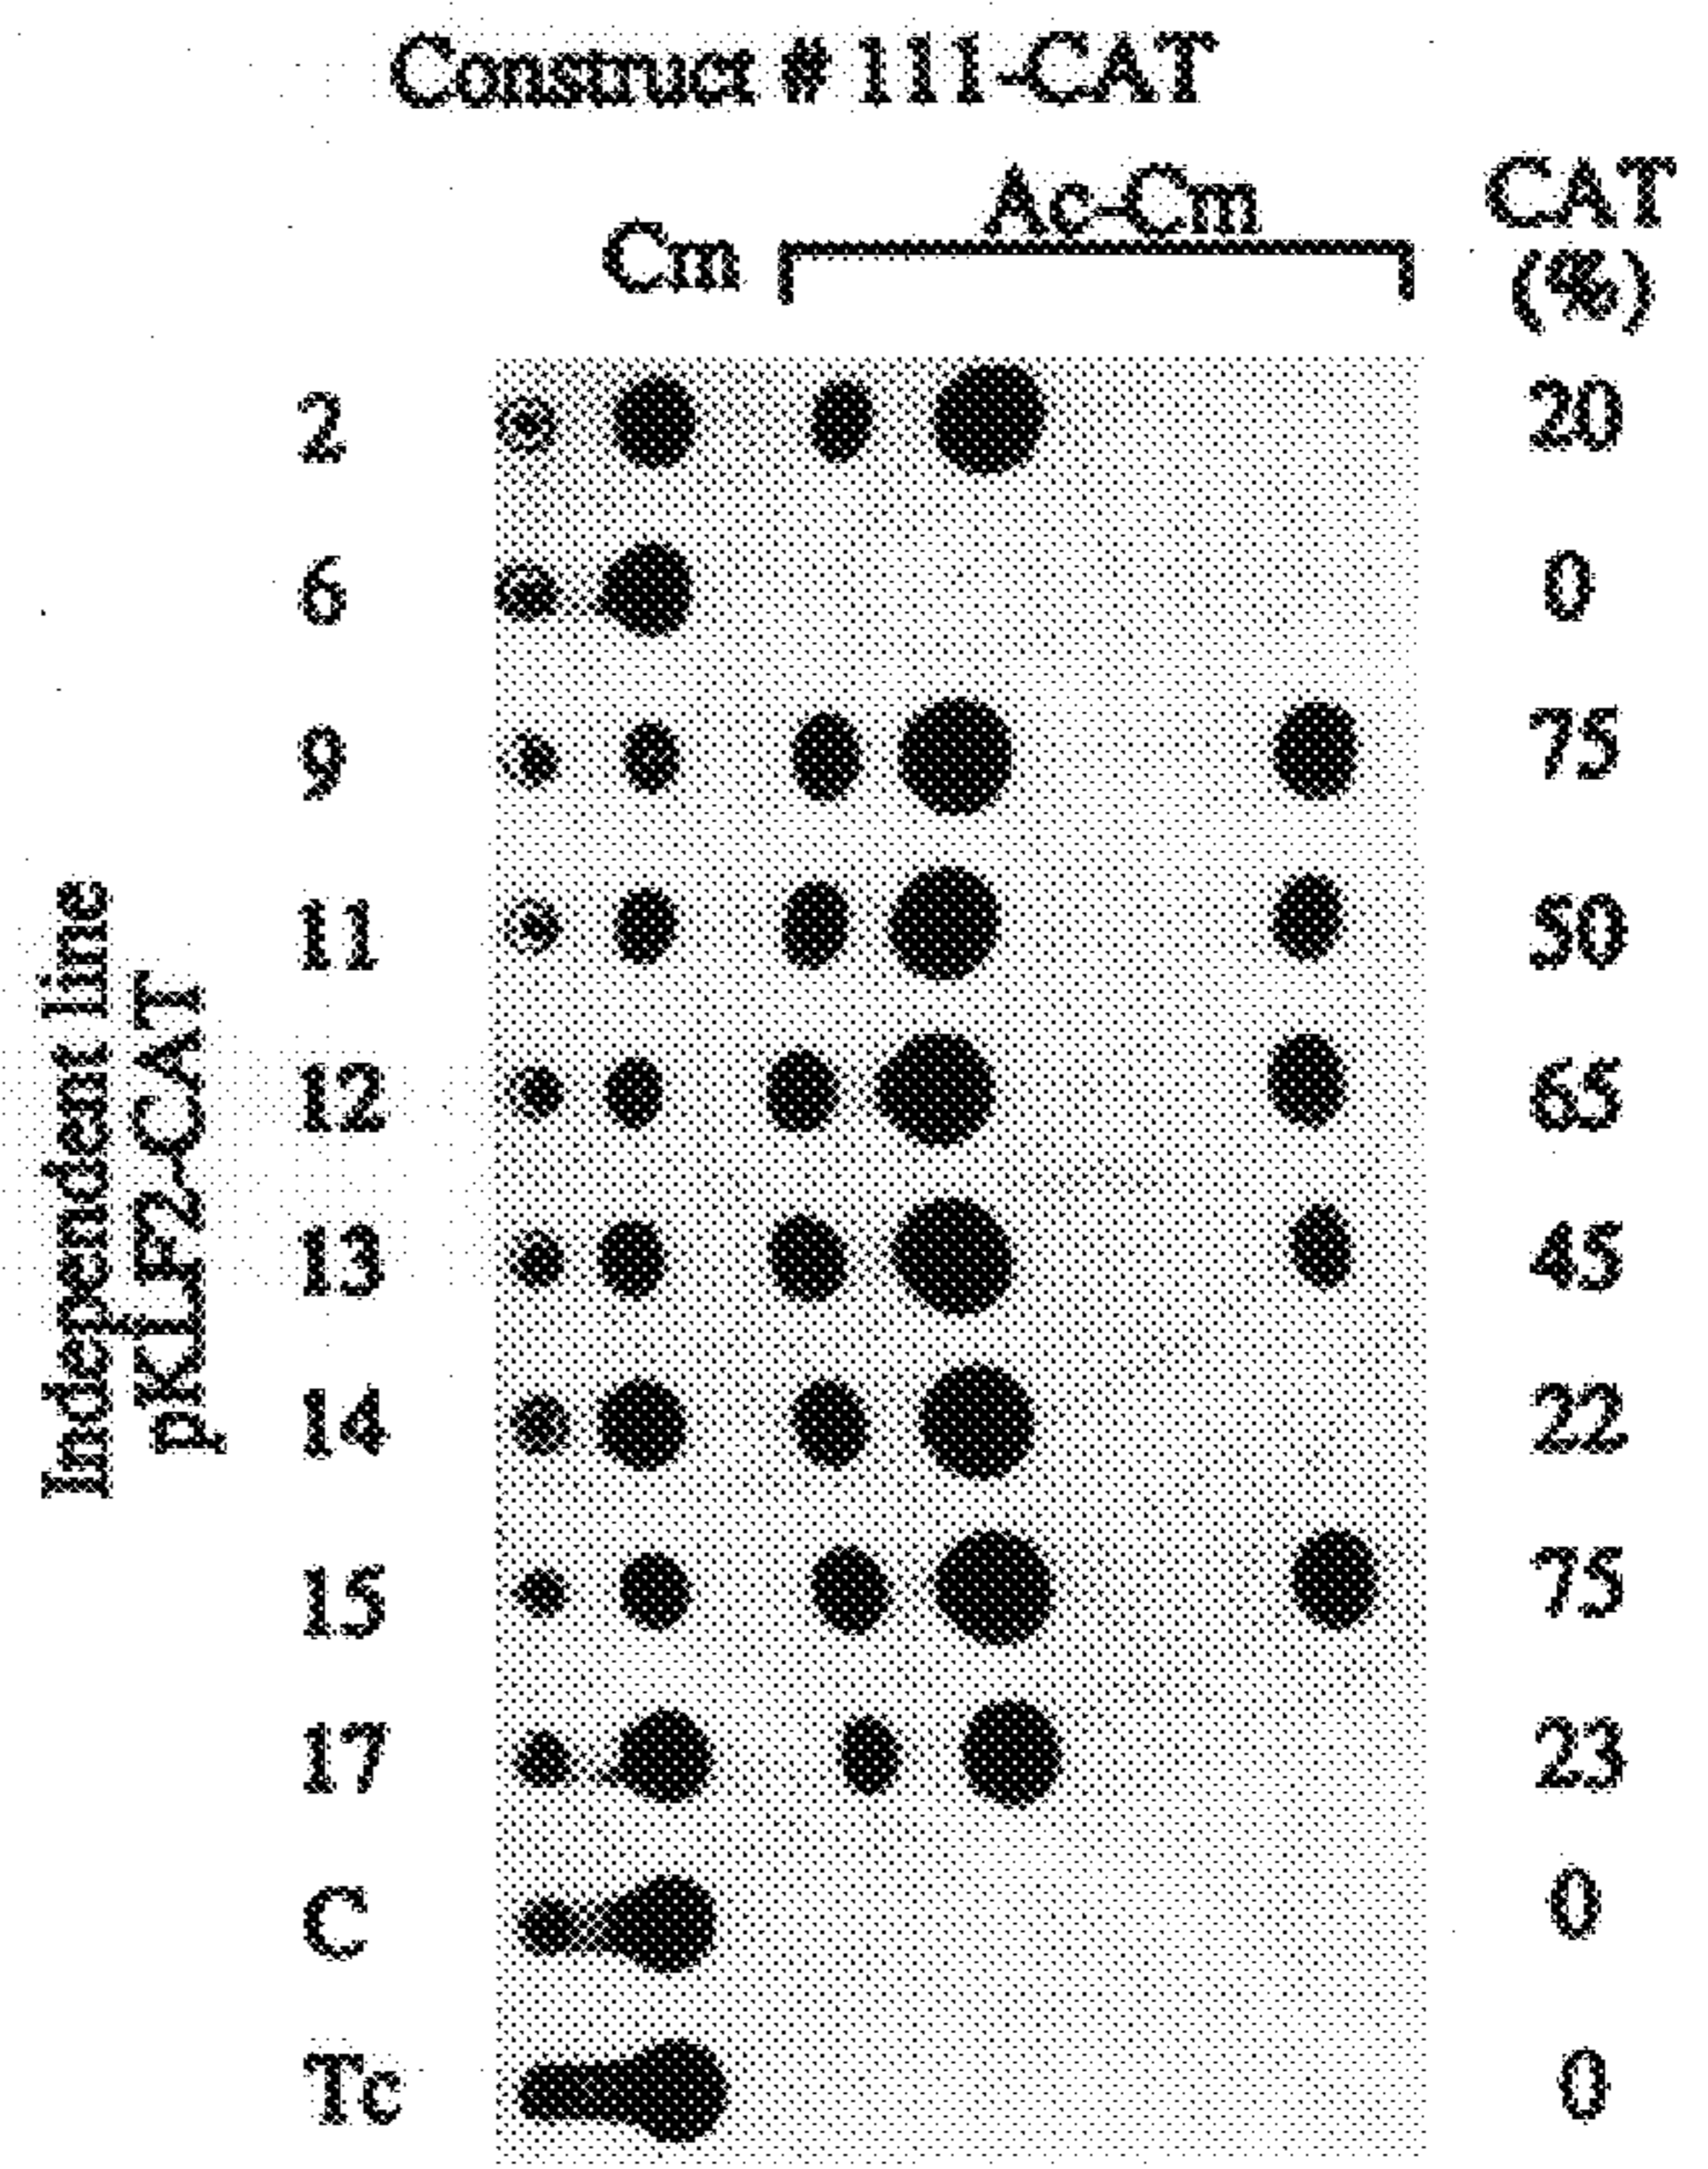 Construct # 111-CAT
Cm
Ac-Cm
CAT
(%)
Independent line
pKLF2-CAT
2 20
6 0
9 75
11 50
12 65
13 45
14 22
15 75
17 23
C 0
Tc 0